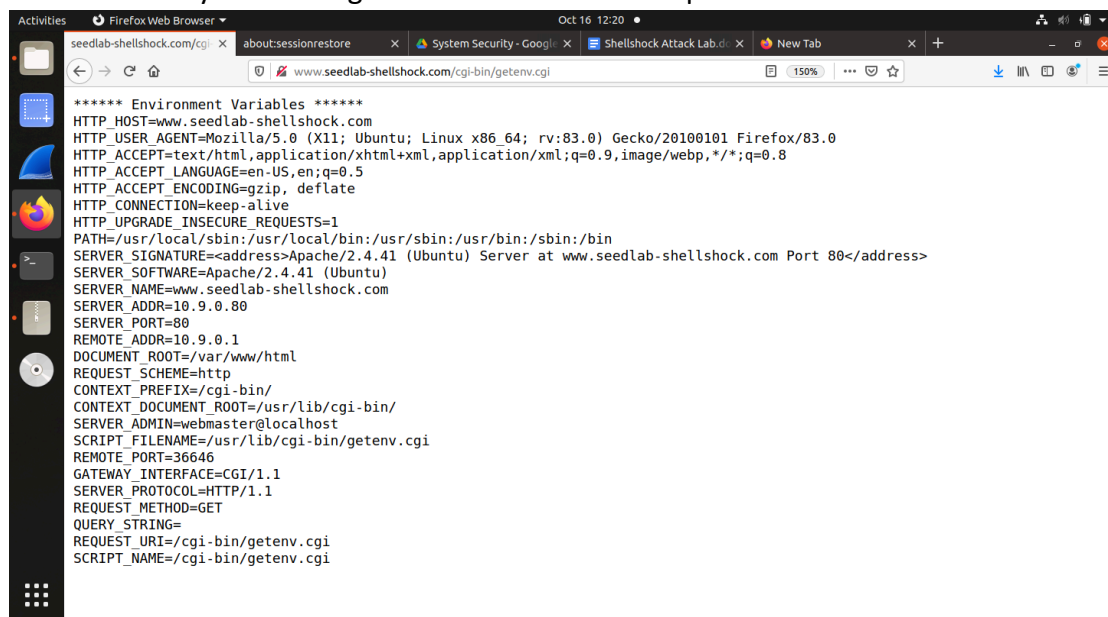 Activities Firefox Web Browser Oct 16 12:20
seedlab-shellshock.com/cgi- about:sessionrestore System Security - Google Shellshock Attack Lab.do New Tab
www.seedlab-shellshock.com/cgi-bin/getenv.cgi 150%
****** Environment Variables ******
HTTP_HOST=www.seedlab-shellshock.com
HTTP_USER_AGENT=Mozilla/5.0 (X11; Ubuntu; Linux x86_64; rv:83.0) Gecko/20100101 Firefox/83.0
HTTP_ACCEPT=text/html,application/xhtml+xml,application/xml;q=0.9,image/webp,*/*;q=0.8
HTTP_ACCEPT_LANGUAGE=en-US,en;q=0.5
HTTP_ACCEPT_ENCODING=gzip, deflate
HTTP_CONNECTION=keep-alive
HTTP_UPGRADE_INSECURE_REQUESTS=1
PATH=/usr/local/sbin:/usr/local/bin:/usr/sbin:/usr/bin:/sbin:/bin
SERVER_SIGNATURE=<address>Apache/2.4.41 (Ubuntu) Server at www.seedlab-shellshock.com Port 80</address>
SERVER_SOFTWARE=Apache/2.4.41 (Ubuntu)
SERVER_NAME=www.seedlab-shellshock.com
SERVER_ADDR=10.9.0.80
SERVER_PORT=80
REMOTE_ADDR=10.9.0.1
DOCUMENT_ROOT=/var/www/html
REQUEST_SCHEME=http
CONTEXT_PREFIX=/cgi-bin/
CONTEXT_DOCUMENT_ROOT=/usr/lib/cgi-bin/
SERVER_ADMIN=webmaster@localhost
SCRIPT_FILENAME=/usr/lib/cgi-bin/getenv.cgi
REMOTE_PORT=36646
GATEWAY_INTERFACE=CGI/1.1
SERVER_PROTOCOL=HTTP/1.1
REQUEST_METHOD=GET
QUERY_STRING=
REQUEST_URI=/cgi-bin/getenv.cgi
SCRIPT_NAME=/cgi-bin/getenv.cgi